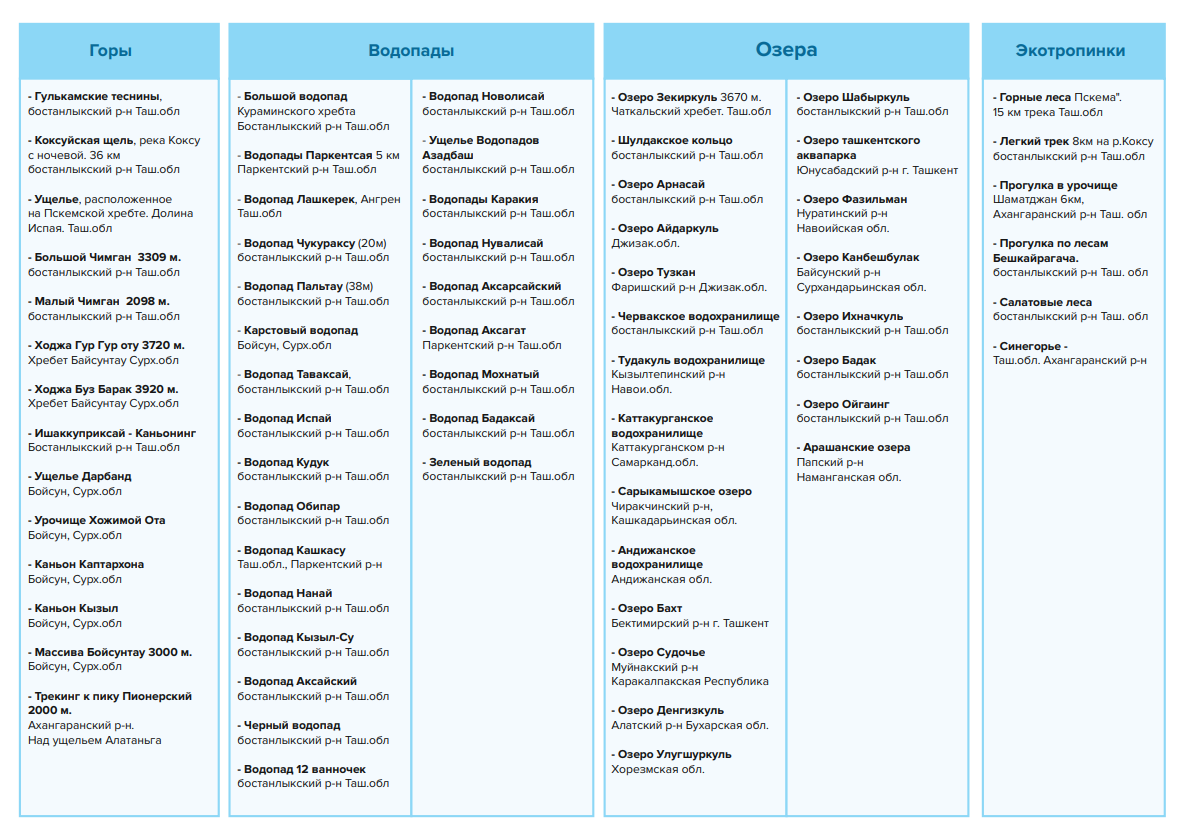 Горы
- Гулькамские теснины,
бостанлыкский р-н Таш.обл
- Коксуйская щель, река Коксу
с ночевой. 36 км
бостанлыкский р-н Таш.обл
- Ущелье, расположенное
на Пскемской хребте. Долина
Испая. Таш.обл
- Большой Чимган 3309 м.
бостанлыкский р-н Таш.обл
- Малый Чимган 2098 м.
бостанлыкский р-н Таш.обл
- Ходжа Гур Гур оту 3720 м.
Хребет Байсунтау Сурх.обл
- Ходжа Буз Барак 3920 м.
Хребет Байсунтау Сурх.обл
- Ишаккуприксай - Каньонинг
Бостанлыкский р-н Таш.обл
- Ущелье Дарбанд
Бойсун, Сурх.обл
- Урочище Хожимой Ота
Бойсун, Сурх.обл
- Каньон Каптархона
Бойсун, Сурх.обл
- Каньон Кызыл
Бойсун, Сурх.обл
- Массива Бойсунтау 3000 м.
Бойсун, Сурх.обл
- Трекинг к пику Пионерский
2000 м.
Ахангаранский р-н.
Над ущельем Алатаньга
Водопады
- Большой водопад
Кураминского хребта
Бостанлыкский р-н Таш.обл
- Водопады Паркентсая 5 км
Паркентский р-н Таш.обл
- Водопад Лашкерек, Ангрен
Таш.обл
- Водопад Чукураксу (20м)
бостанлыкский р-н Таш.обл
- Водопад Пальтау (38м)
бостанлыкский р-н Таш.обл
- Карстовый водопад
Бойсун, Сурх.обл
- Водопад Таваксай,
бостанлыкский р-н Таш.обл
- Водопад Испай
бостанлыкский р-н Таш.обл
- Водопад Кудук
бостанлыкский р-н Таш.обл
- Водопад Обипар
бостанлыкский р-н Таш.обл
- Водопад Кашкасу
Таш.обл., Паркентский р-н
- Водопад Нанай
бостанлыкский р-н Таш.обл
- Водопад Кызыл-Су
бостанлыкский р-н Таш.обл
- Водопад Аксайский
бостанлыкский р-н Таш.обл
- Черный водопад
бостанлыкский р-н Таш.обл
- Водопад 12 ванночек
бостанлыкский р-н Таш.обл
- Водопад Новолисай
бостанлыкский р-н Таш.обл
- Ущелье Водопадов
Азадбаш
бостанлыкский р-н Таш.обл
- Водопады Каракия
бостанлыкский р-н Таш.обл
- Водопад Нувалисай
бостанлыкский р-н Таш.обл
- Водопад Аксарсайский
бостанлыкский р-н Таш.обл
- Водопад Аксагат
Паркентский р-н Таш.обл
- Водопад Мохнатый
бостанлыкский р-н Таш.обл
- Водопад Бадаксай
бостанлыкский р-н Таш.обл
- Зеленый водопад
бостанлыкский р-н Таш.обл
Озера
- Озеро Зекиркуль 3670 м.
Чаткальский хребет. Таш.обл
- Шулдакское кольцо
бостанлыкский р-н Таш.обл
- Озеро Арнасай
бостанлыкский р-н Таш.обл
- Озеро Айдаркуль
Джизак.обл.
- Озеро Тузкан
Фаришский р-н Джизак.обл.
- Червакское водохранилище
бостанлыкский р-н Таш.обл
- Тудакуль водохранилище
Кызылтепинский р-н
Навои.обл.
- Каттакурганское
водохранилище
Каттакурганском р-н
Самарканд.обл.
- Сарыкамышское озеро
Чиракчинский р-н,
Кашкадарьинская обл.
- Андижанское
водохранилище
Андижанская обл.
- Озеро Бахт
Бектимирский р-н г. Ташкент
- Озеро Судочье
Муйнакский р-н
Каракалпакская Республика
- Озеро Денгизкуль
Алатский р-н Бухарская обл.
- Озеро Улугшуркуль
Хорезмская обл.
- Озеро Шабыркуль
бостанлыкский р-н Таш.обл
- Озеро ташкентского
аквапарка
Юнусабадский р-н г. Ташкент
- Озеро Фазильман
Нуратинский р-н
Навоийская обл.
- Озеро Канбешбулак
Байсунский р-н
Сурхандарьинская обл.
- Озеро Ихначкуль
бостанлыкский р-н Таш.обл
- Озеро Бадак
бостанлыкский р-н Таш.обл
- Озеро Ойгаинг
бостанлыкский р-н Таш.обл
- Арашанские озера
Папский р-н
Наманганская обл.
Экотропинки
- Горные леса Пскема".
15 км трека Таш.обл
- Легкий трек 8км на р.Коксу
бостанлыкский р-н Таш.обл
- Прогулка в урочище
Шаматджан 6км,
Ахангаранский р-н Таш. обл
- Прогулка по лесам
Бешкайрагача.
бостанлыкский р-н Таш. обл
- Салатовые леса
бостанлыкский р-н Таш. обл
- Синегорье -
Таш.обл. Ахангаранский р-н